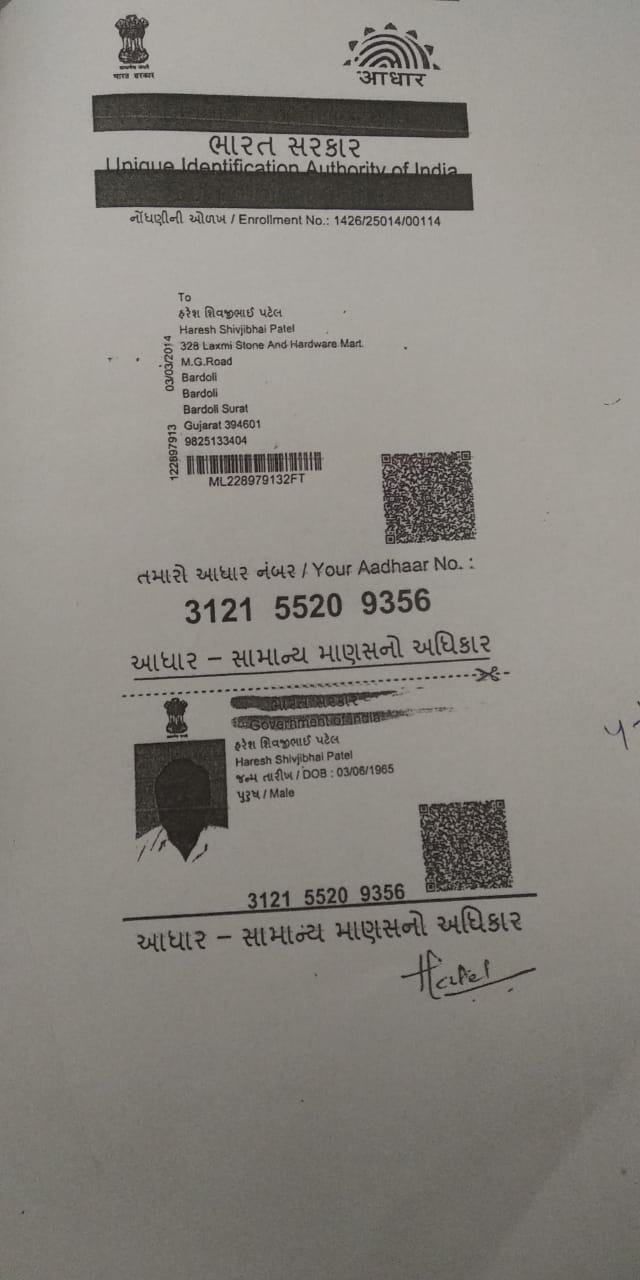 भारत सरकार
आधार
ભારત સરકાર
Unique Identification Authority of India
નોંધણીની ઓળખ / Enrollment No.: 1426/25014/00114
To
હરેશ શિવજીભાઈ પટેલ
Haresh Shivjibhai Patel
328 Laxmi Stone And Hardware Mart.
M.G.Road
Bardoli
Bardoli
Bardoli Surat
Gujarat 394601
9825133404
03/03/2014
122897913
ML228979132FT
તમારો આધાર નંબર / Your Aadhaar No. :
3121 5520 9356
આધાર – સામાન્ય માણસનો અધિકાર
ભારત સરકાર
Government of India
હરેશ શિવજીભાઈ પટેલ
Haresh Shivjibhai Patel
જન્મ તારીખ / DOB : 03/06/1965
પુરુષ / Male
3121 5520 9356
આધાર – સામાન્ય માણસનો અધિકાર